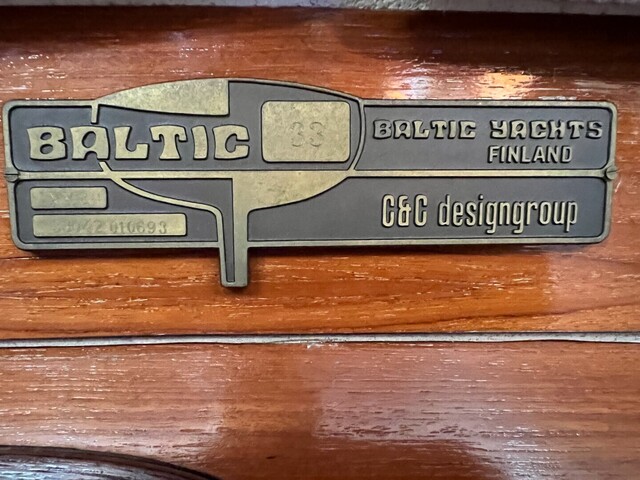 BALTIC
33
BALTIC YACHTS
FINLAND
C&C designgroup